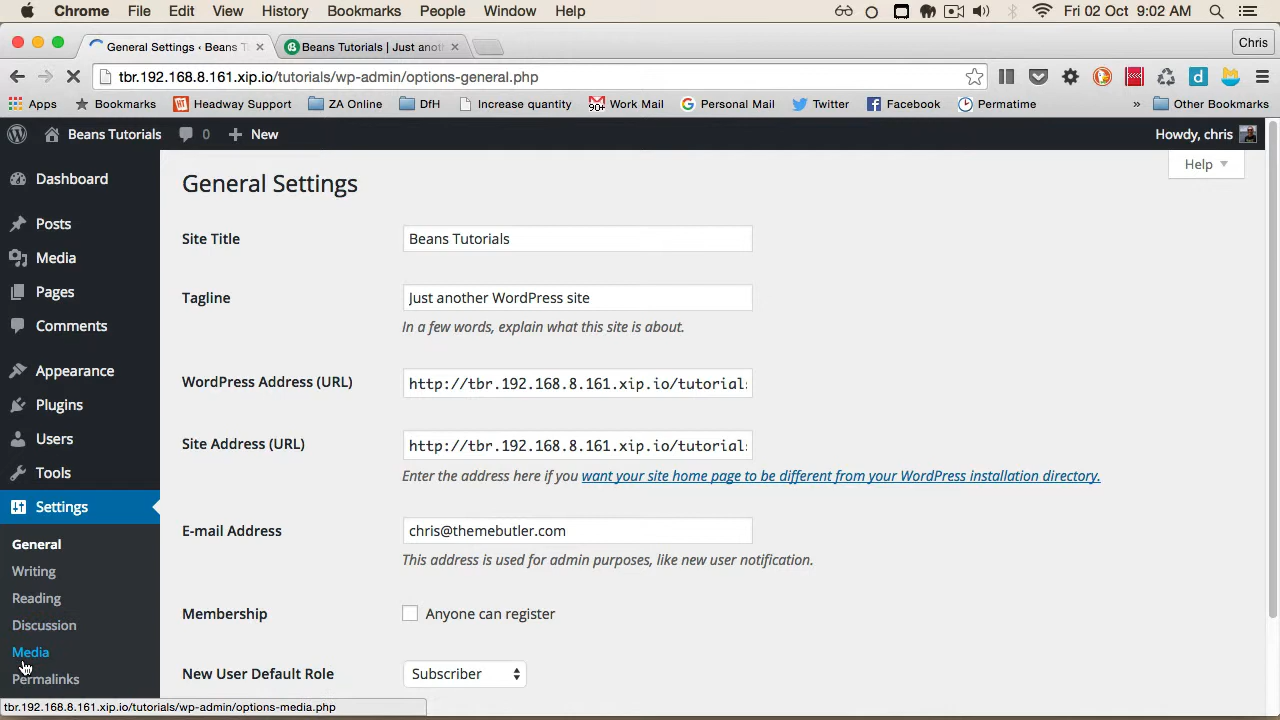 Chrome File Edit View History Bookmarks People Window Help Fri 02 Oct 9:02 AM
General Settings ‹ Beans T Beans Tutorials | Just anot Chris
tbr.192.168.8.161.xip.io/tutorials/wp-admin/options-general.php
Apps Bookmarks Headway Support ZA Online DfH Increase quantity 90+ Work Mail Personal Mail Twitter Facebook Permatime » Other Bookmarks
Beans Tutorials 0 + New Howdy, chris
Help
General Settings
Dashboard
Posts
Media
Pages
Comments
Appearance
Plugins
Users
Tools
Settings
General
Writing
Reading
Discussion
Media
Permalinks
Site Title Beans Tutorials
Tagline Just another WordPress site
In a few words, explain what this site is about.
WordPress Address (URL) http://tbr.192.168.8.161.xip.io/tutorials
Site Address (URL) http://tbr.192.168.8.161.xip.io/tutorials
Enter the address here if you want your site home page to be different from your WordPress installation directory.
E-mail Address chris@themebutler.com
This address is used for admin purposes, like new user notification.
Membership Anyone can register
New User Default Role Subscriber
tbr.192.168.8.161.xip.io/tutorials/wp-admin/options-media.php